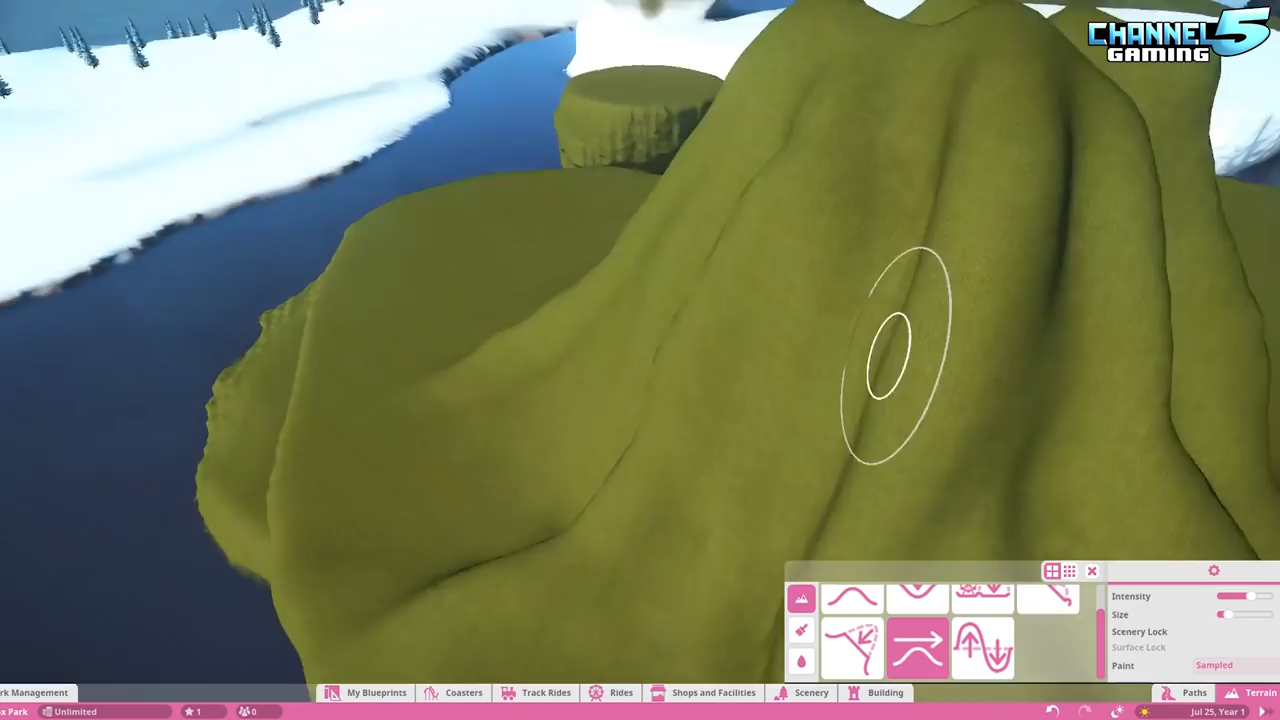 CHANNEL 5
GAMING
Intensity
Size
Scenery Lock
Surface Lock
Paint Sampled
rk Management
My Blueprints
Coasters
Track Rides
Rides
Shops and Facilities
Scenery
Building
Paths
Terrain
x Park
Unlimited
1
0
Jul 25, Year 1